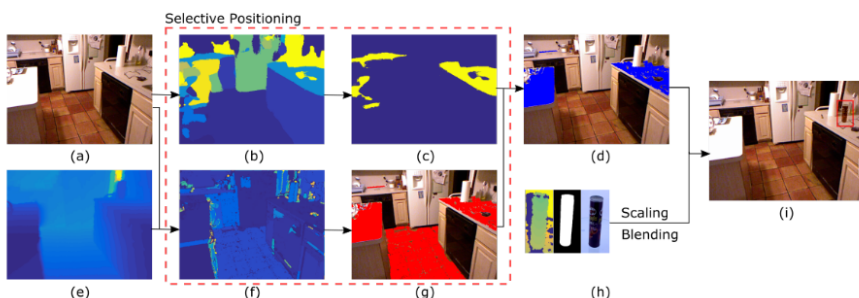 Selective Positioning
(a)
(b)
(c)
(d)
(e)
(f)
(g)
(h)
Scaling
Blending
(i)